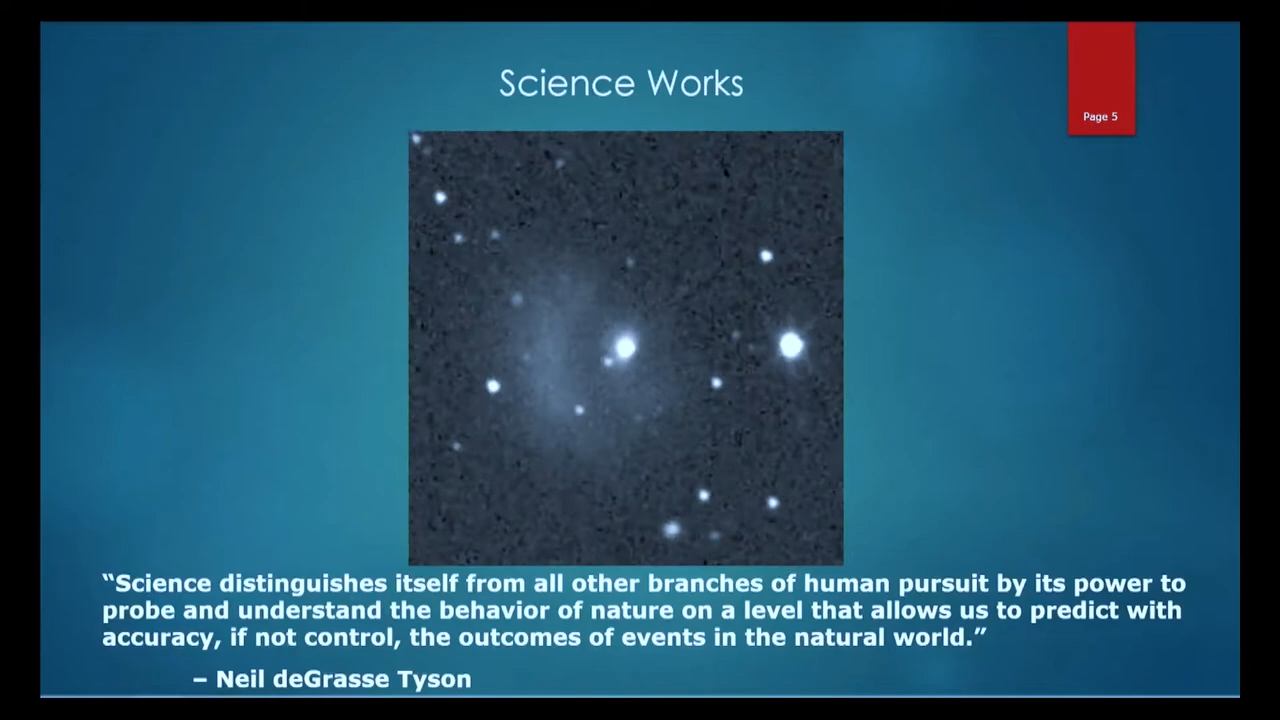 Science Works
Page 5
“Science distinguishes itself from all other branches of human pursuit by its power to
probe and understand the behavior of nature on a level that allows us to predict with
accuracy, if not control, the outcomes of events in the natural world.”
– Neil deGrasse Tyson